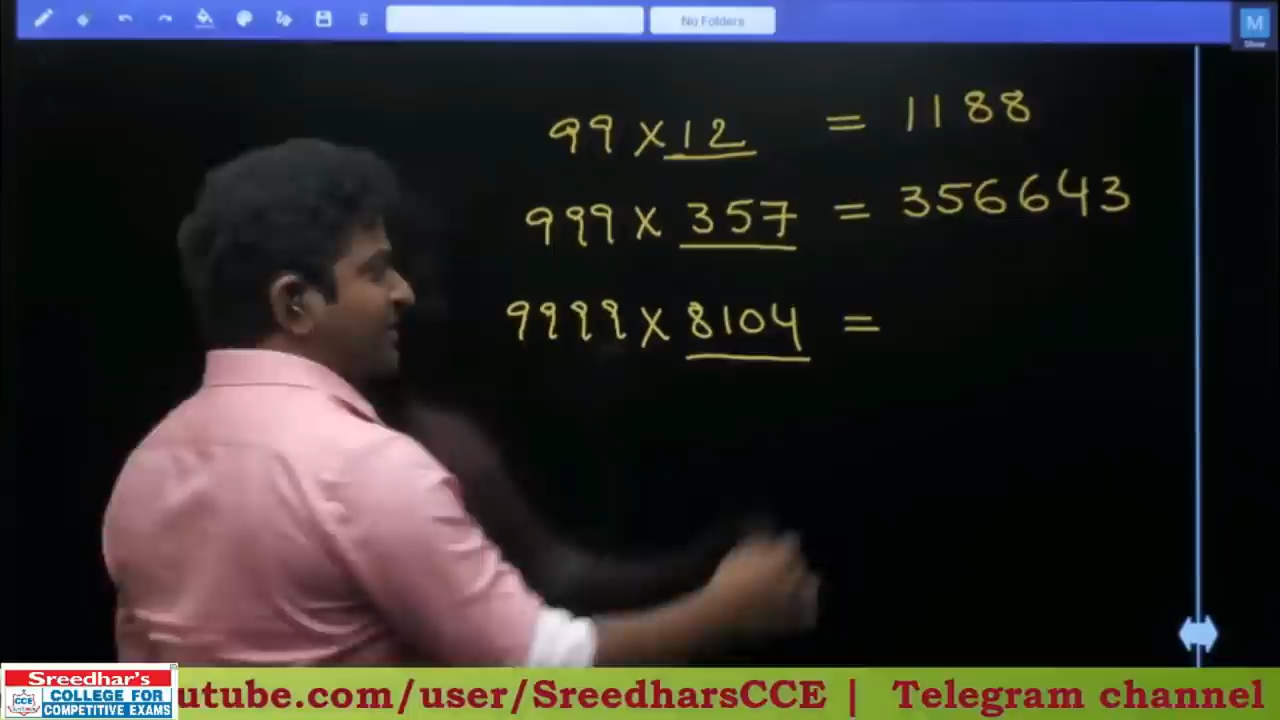 No Folders
M
99 × 12 = 1188
999 × 357 = 356643
9999 × 8104 =
Sreedhar's
CCE
COLLEGE FOR
COMPETITIVE EXAMS
utube.com/user/SreedharsCCE | Telegram channel